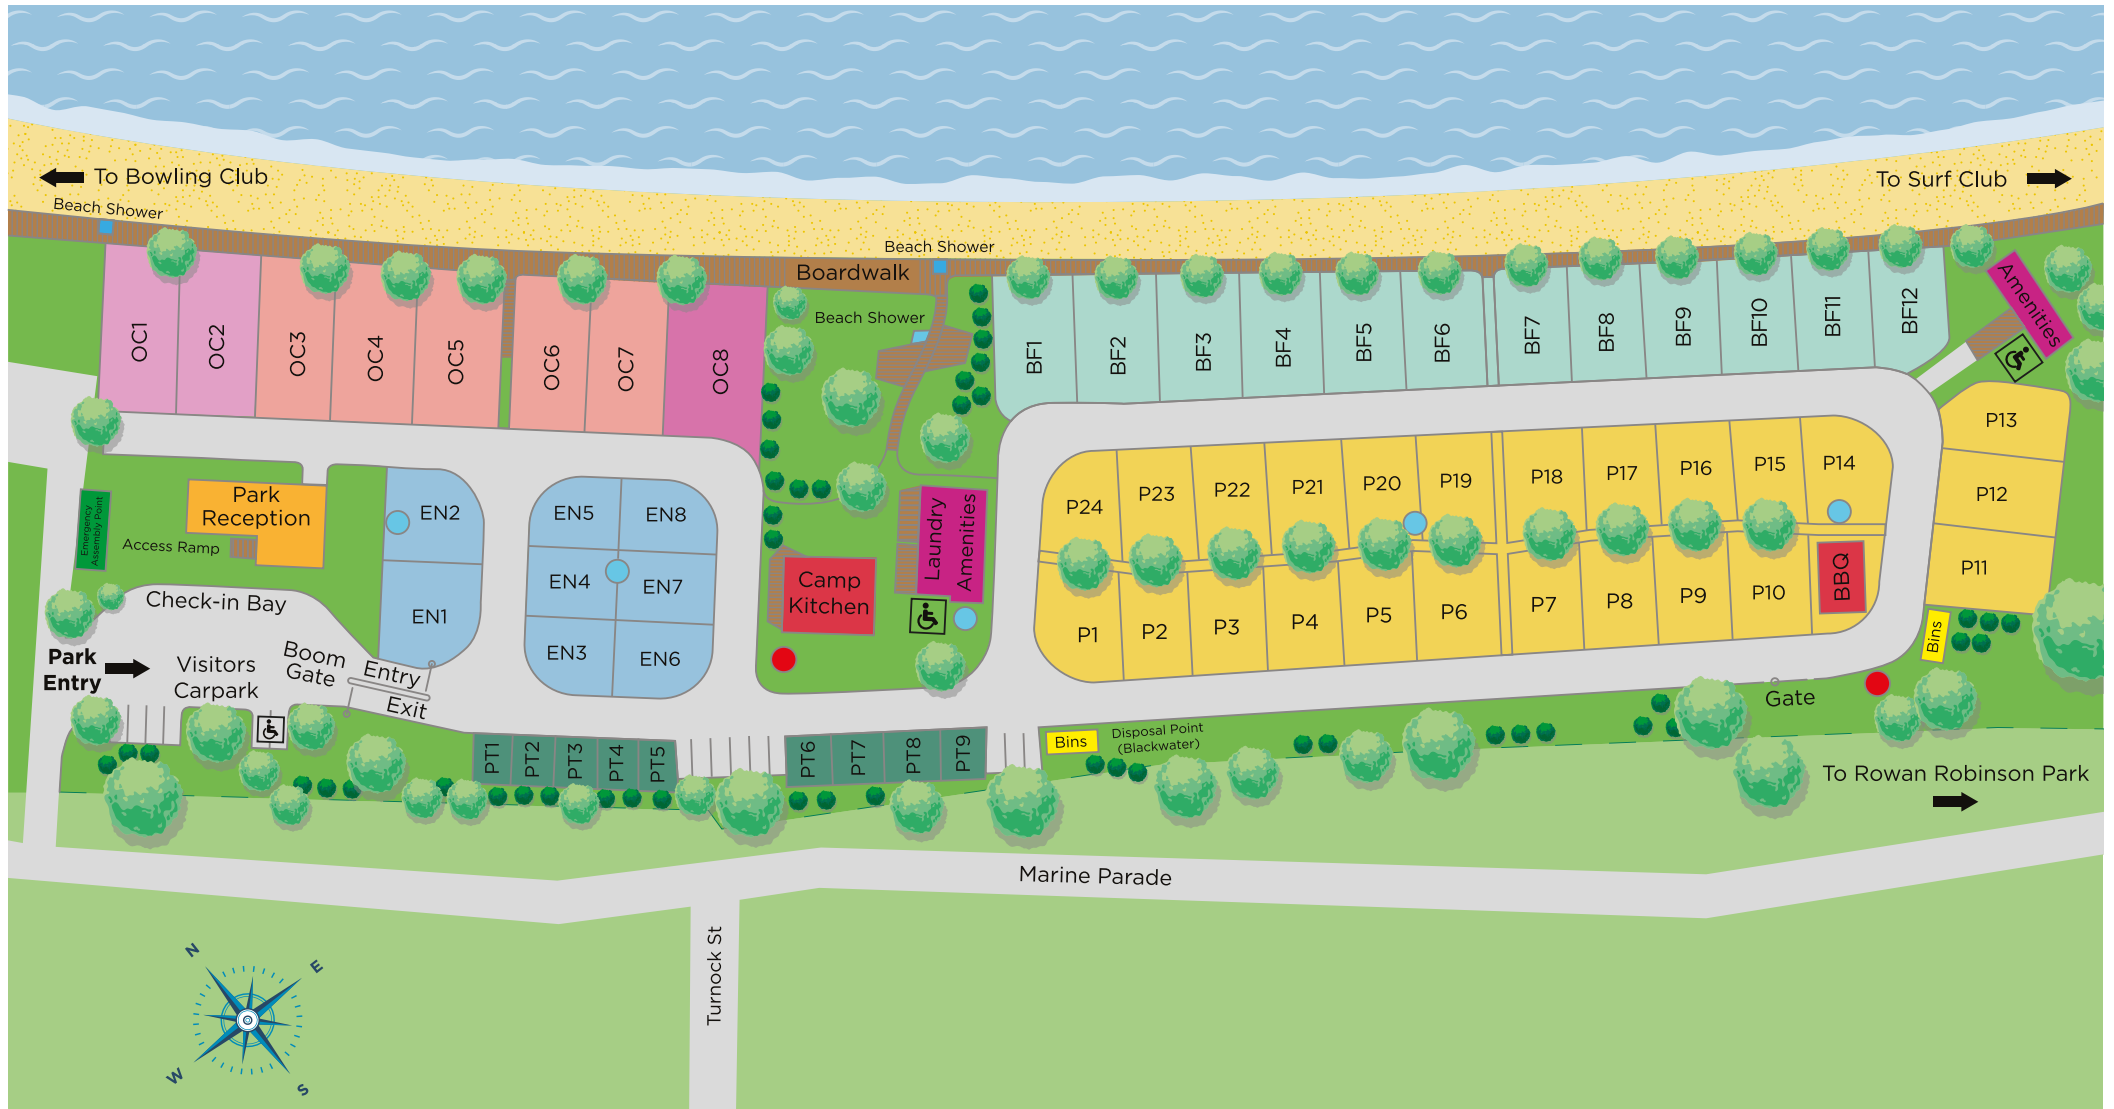 To Bowling Club
To Surf Club
Beach Shower
Beach Shower
Boardwalk
Beach Shower
Amenities
OC1
OC2
OC3
OC4
OC5
OC6
OC7
OC8
BF1
BF2
BF3
BF4
BF5
BF6
BF7
BF8
BF9
BF10
BF11
BF12
P13
P12
P11
P24
P23
P22
P21
P20
P19
P18
P17
P16
P15
P14
P1
P2
P3
P4
P5
P6
P7
P8
P9
P10
BBQ
Park
Reception
Access Ramp
Emergency
Assembly Point
EN2
EN1
EN5
EN8
EN4
EN7
EN3
EN6
Laundry
Amenities
Camp
Kitchen
Check-in Bay
Park
Entry
Visitors
Carpark
Boom
Gate
Entry
Exit
PT1
PT2
PT3
PT4
PT5
PT6
PT7
PT8
PT9
Bins
Disposal Point
(Blackwater)
Bins
Gate
To Rowan Robinson Park
Marine Parade
Turnock St
N
E
W
S